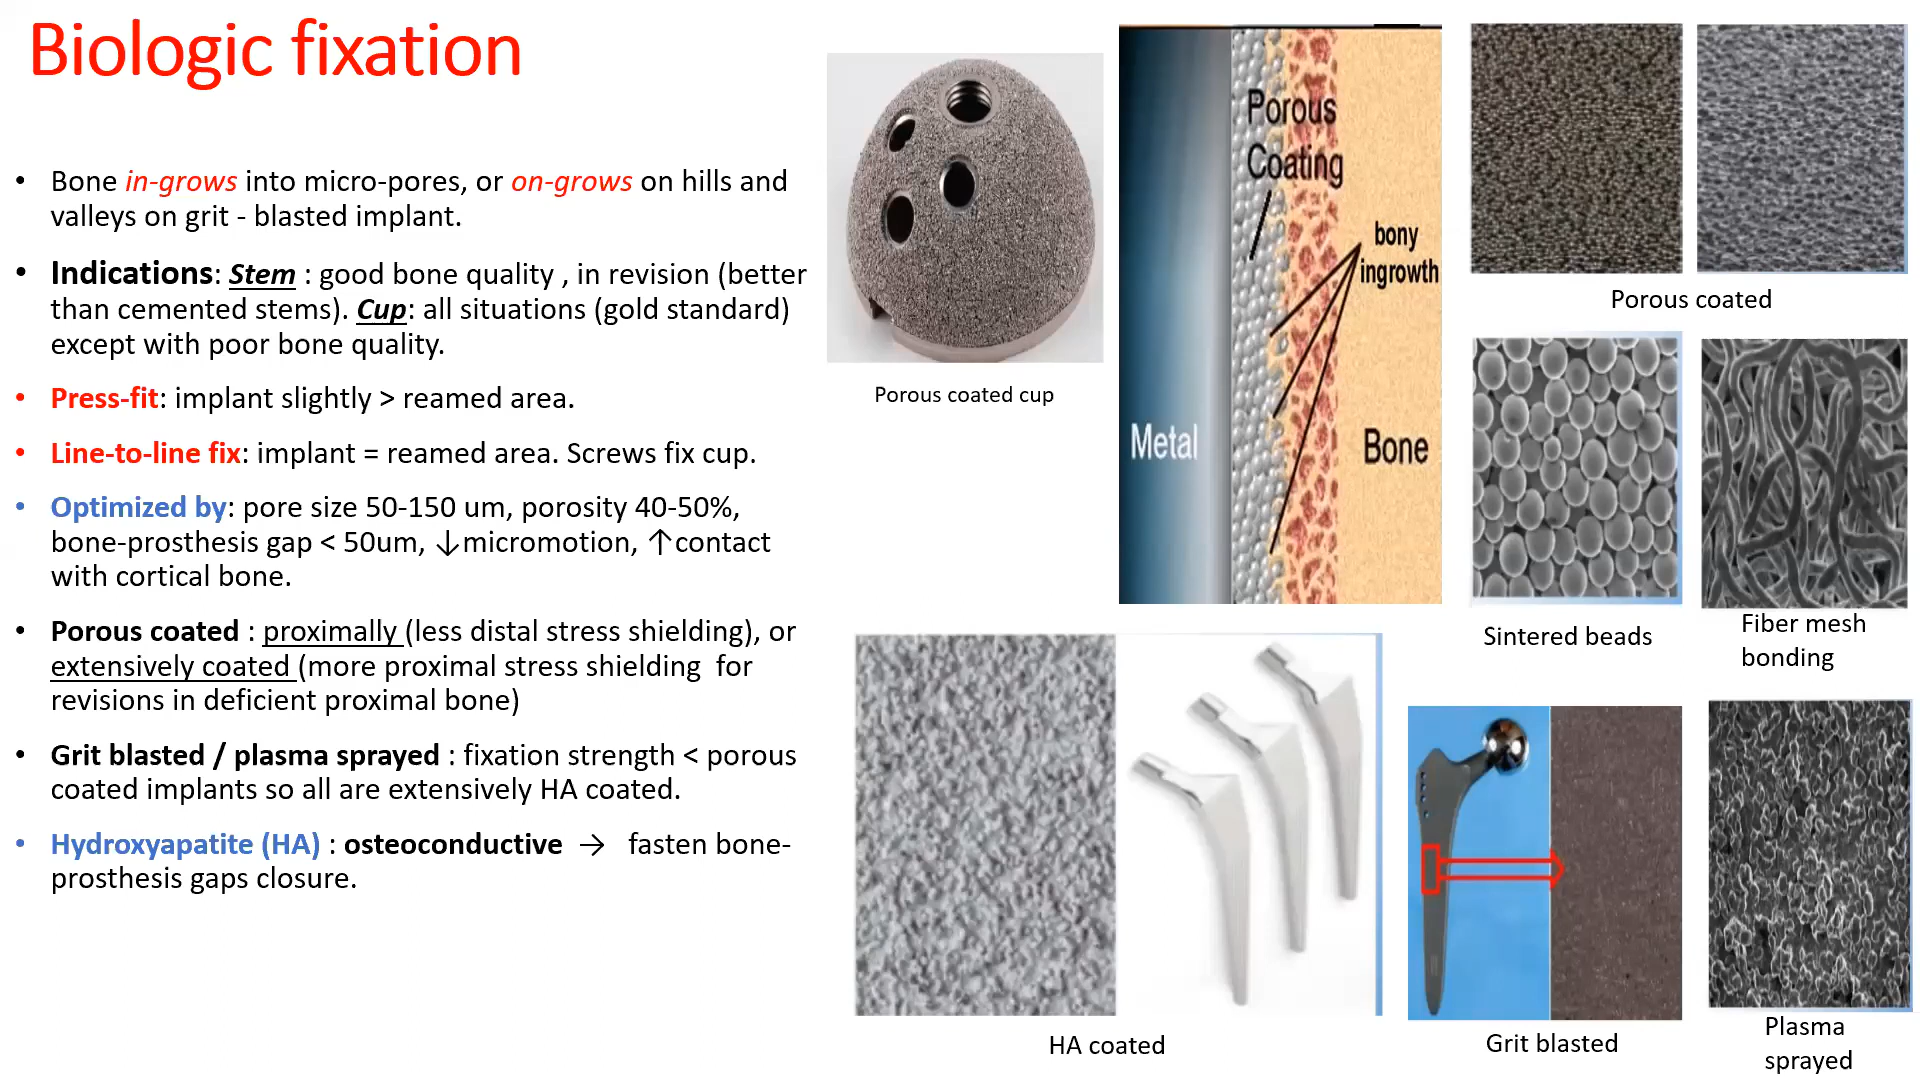 Biologic fixation
• Bone in-grows into micro-pores, or on-grows on hills and
valleys on grit - blasted implant.
• Indications: Stem : good bone quality , in revision (better
than cemented stems). Cup: all situations (gold standard)
except with poor bone quality.
• Press-fit: implant slightly > reamed area.
• Line-to-line fix: implant = reamed area. Screws fix cup.
• Optimized by: pore size 50-150 um, porosity 40-50%,
bone-prosthesis gap < 50um, ↓micromotion, ↑contact
with cortical bone.
• Porous coated : proximally (less distal stress shielding), or
extensively coated (more proximal stress shielding for
revisions in deficient proximal bone)
• Grit blasted / plasma sprayed : fixation strength < porous
coated implants so all are extensively HA coated.
• Hydroxyapatite (HA) : osteoconductive → fasten bone-
prosthesis gaps closure.
Porous coated cup
Porous
Coating
bony
ingrowth
Metal
Bone
Porous coated
Sintered beads
Fiber mesh
bonding
HA coated
Grit blasted
Plasma
sprayed